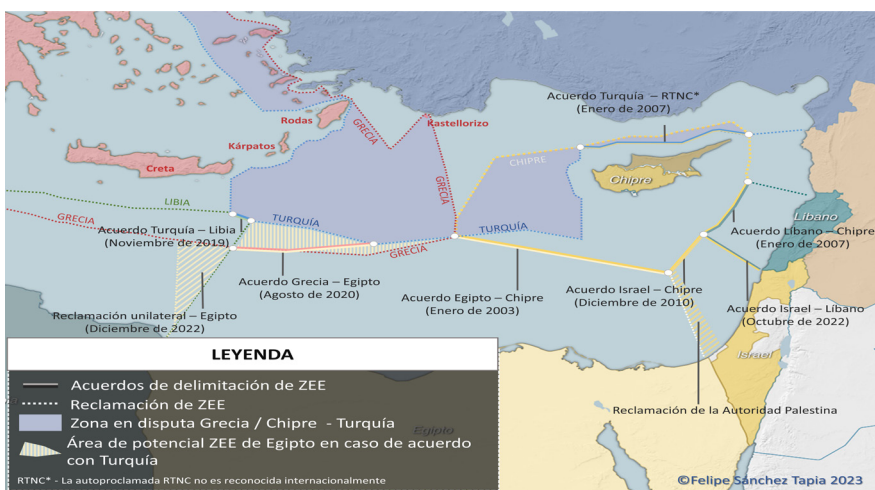 Acuerdo Turquía – RTNC*
(Enero de 2007)
Rodas
GRECIA
Kastellorizo
Kárpatos
CHIPRE
GRECIA
Creta
Chipre
LIBIA
GRECIA
TURQUÍA
TURQUÍA
Líbano
Acuerdo Turquía – Libia
(Noviembre de 2019)
GRECIA
Acuerdo Líbano – Chipre
(Enero de 2007)
Acuerdo Grecia – Egipto
(Agosto de 2020)
Acuerdo Egipto – Chipre
(Enero de 2003)
Acuerdo Israel – Chipre
(Diciembre de 2010)
Reclamación unilateral – Egipto
(Diciembre de 2022)
Acuerdo Israel – Líbano
(Octubre de 2022)
Israel
LEYENDA
Acuerdos de delimitación de ZEE
Reclamación de ZEE
Zona en disputa Grecia / Chipre - Turquía
Área de potencial ZEE de Egipto en caso de acuerdo
con Turquía
RTNC* - La autoproclamada RTNC no es reconocida internacionalmente
Egipto
Reclamación de la Autoridad Palestina
©Felipe Sánchez Tapia 2023